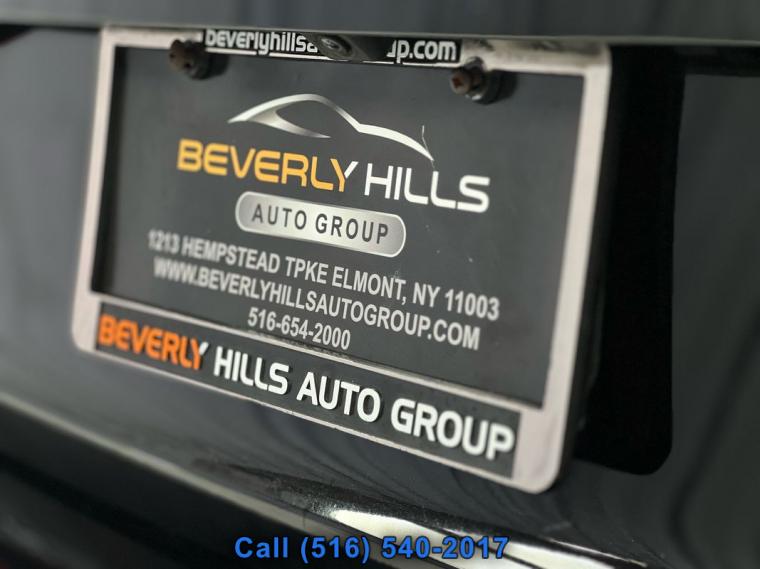 beverlyhillsa up.com
BEVERLY HILLS
AUTO GROUP
1213 HEMPSTEAD TPKE ELMONT, NY 11003
WWW.BEVERLYHILLSAUTOGROUP.COM
516-654-2000
BEVERLY HILLS AUTO GROUP
Call (516) 540-2017